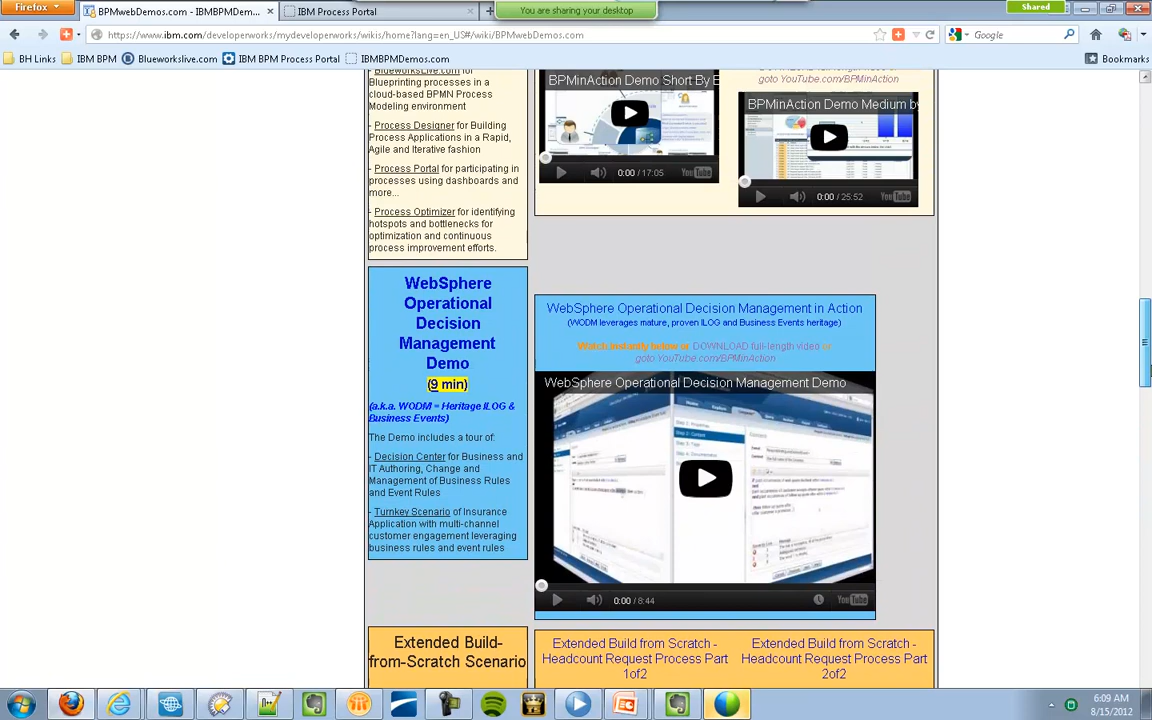 Firefox
BPMwebDemos.com - IBMBPMDem...
IBM Process Portal
You are sharing your desktop
Shared
https://www.ibm.com/developerworks/mydeveloperworks/wikis/home?lang=en_US#/wiki/BPMwebDemos.com
Google
BH Links
IBM BPM
Blueworkslive.com
IBM BPM Process Portal
IBMBPMDemos.com
Bookmarks
BlueworksLive.com for
Blueprinting processes in a
cloud-based BPMN Process
Modeling environment
- Process Designer for Building
Process Applications in a Rapid,
Agile and Iterative fashion
- Process Portal for participating in
processes using dashboards and
more...
- Process Optimizer for identifying
hotspots and bottlenecks for
optimization and continuous
process improvement efforts.
BPMinAction Demo Short By
0:00 / 17:05
YouTube
goto YouTube.com/BPMinAction
BPMinAction Demo Medium by
0:00 / 25:52
YouTube
WebSphere
Operational
Decision
Management
Demo
(9 min)
(a.k.a. WODM = Heritage ILOG &
Business Events)
The Demo includes a tour of:
- Decision Center for Business and
IT Authoring, Change and
Management of Business Rules
and Event Rules
- Turnkey Scenario of Insurance
Application with multi-channel
customer engagement leveraging
business rules and event rules
WebSphere Operational Decision Management in Action
(WODM leverages mature, proven ILOG and Business Events heritage)
Watch instantly below or DOWNLOAD full-length video or
goto YouTube.com/BPMinAction
WebSphere Operational Decision Management Demo
0:00 / 8:44
YouTube
Extended Build-
from-Scratch Scenario
Extended Build from Scratch -
Headcount Request Process Part
1of2
Extended Build from Scratch -
Headcount Request Process Part
2of2
6:09 AM
8/15/2012